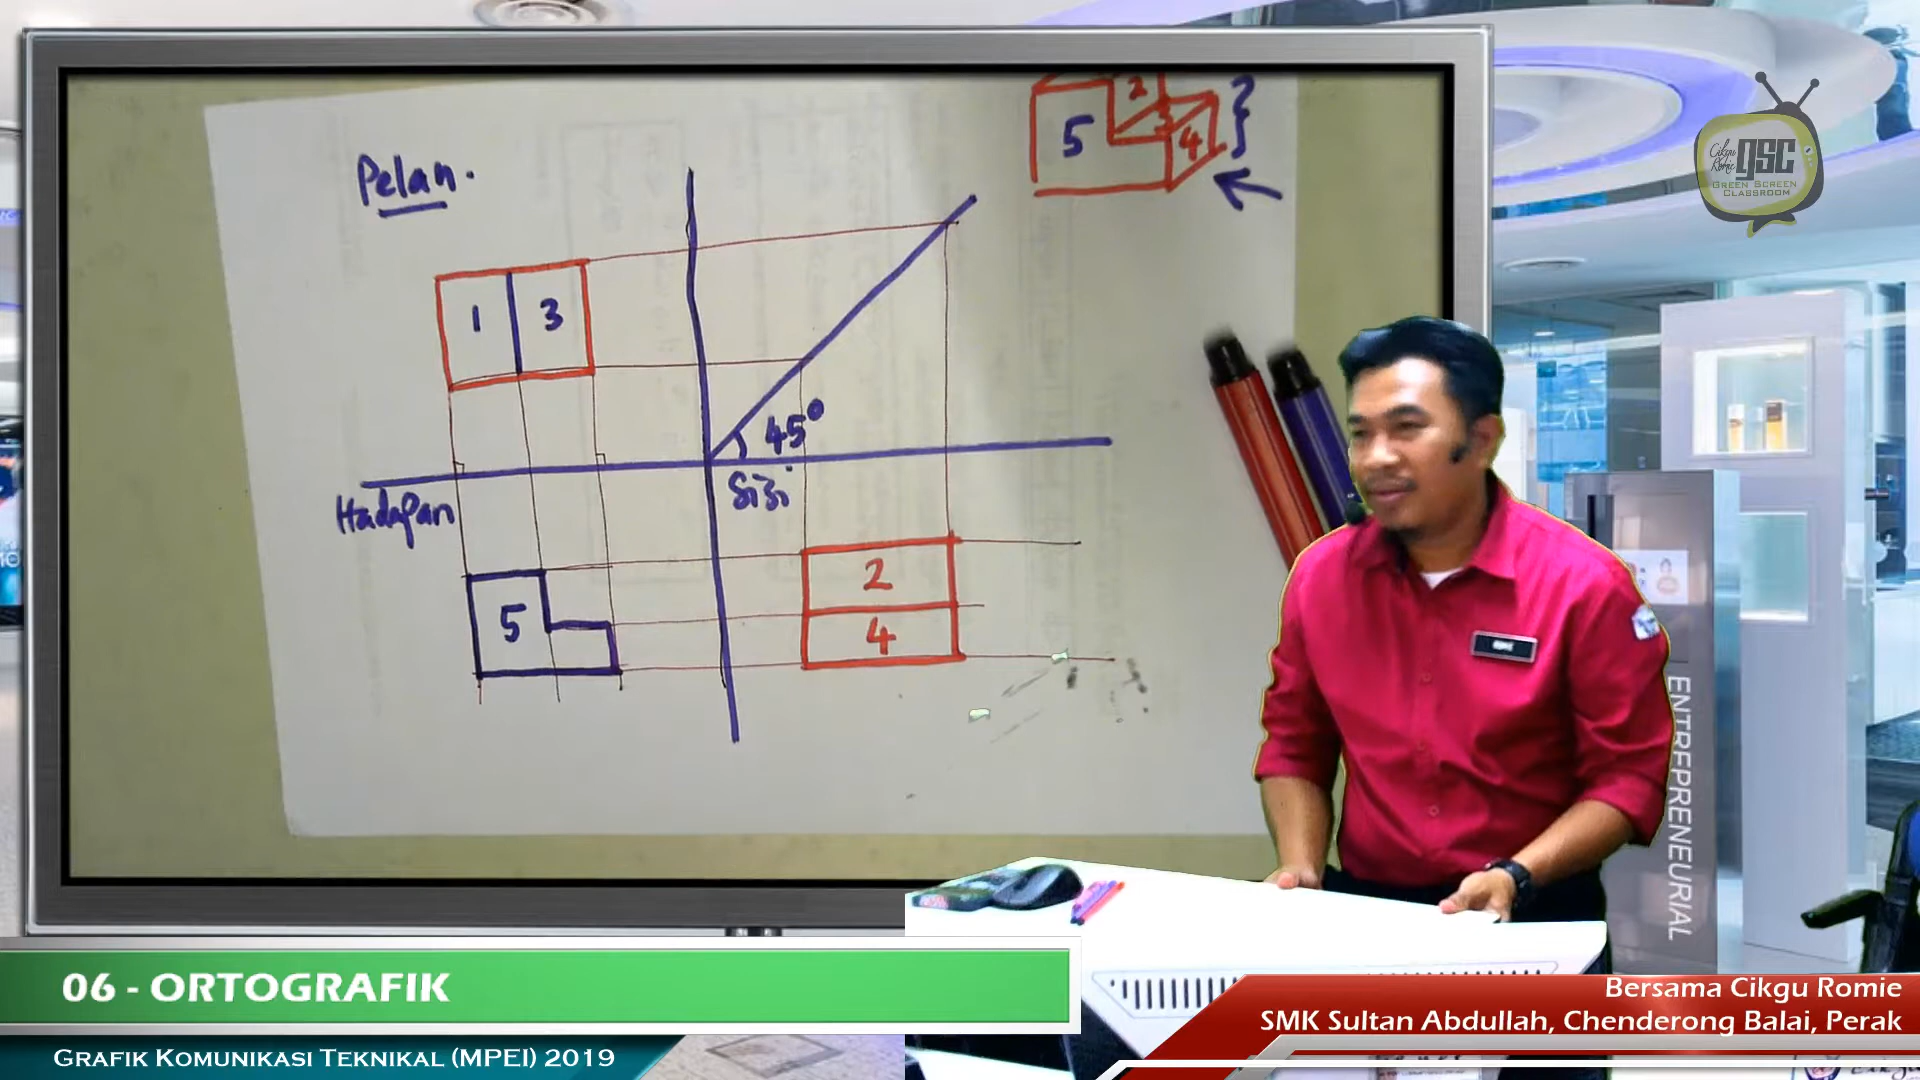 Pelan.
2
5
4
1
3
45°
Hadapan
Sisi
5
2
4
Cikgu
Romie
GSC
GREEN SCREEN
CLASSROOM
ENTREPRENEURIAL
06 - ORTOGRAFIK
GRAFIK KOMUNIKASI TEKNIKAL (MPEI) 2019
Bersama Cikgu Romie
SMK Sultan Abdullah, Chenderong Balai, Perak